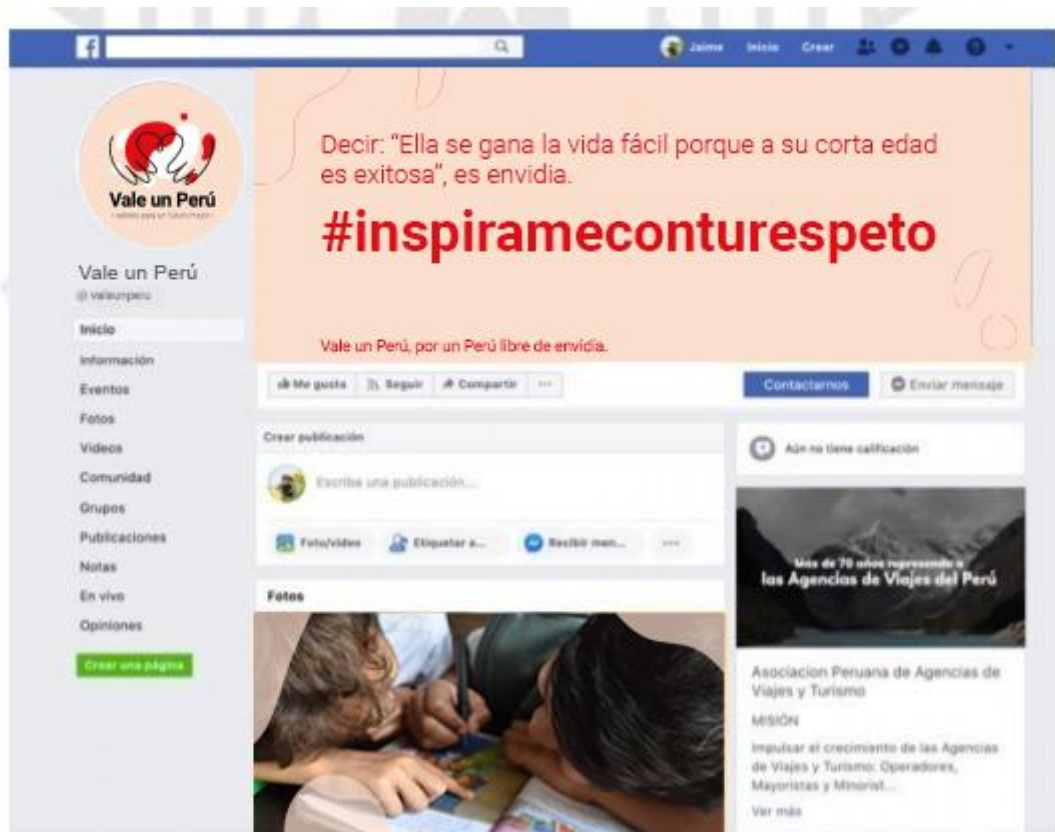 f
Jaime Inicio Crear
Vale un Perú
Decir: "Ella se gana la vida fácil porque a su corta edad
es exitosa", es envidia.
#inspirameconturespeto
Vale un Perú, por un Perú libre de envidia.
Vale un Perú
@valeunperu
Inicio
Información
Eventos
Fotos
Videos
Comunidad
Grupos
Publicaciones
Notas
En vivo
Opiniones
Crear una página
Me gusta Seguir Compartir ...
Contactarnos Enviar mensaje
Crear publicación
Escribe una publicación...
Foto/video Etiquetar a... Recibir men... ...
Fotos
Aún no tiene calificación
Más de 70 años representando a
las Agencias de Viajes del Perú
Asociacion Peruana de Agencias de
Viajes y Turismo
MISIÓN
Impulsar el crecimiento de las Agencias
de Viajes y Turismo: Operadores,
Mayoristas y Minorist...
Ver más